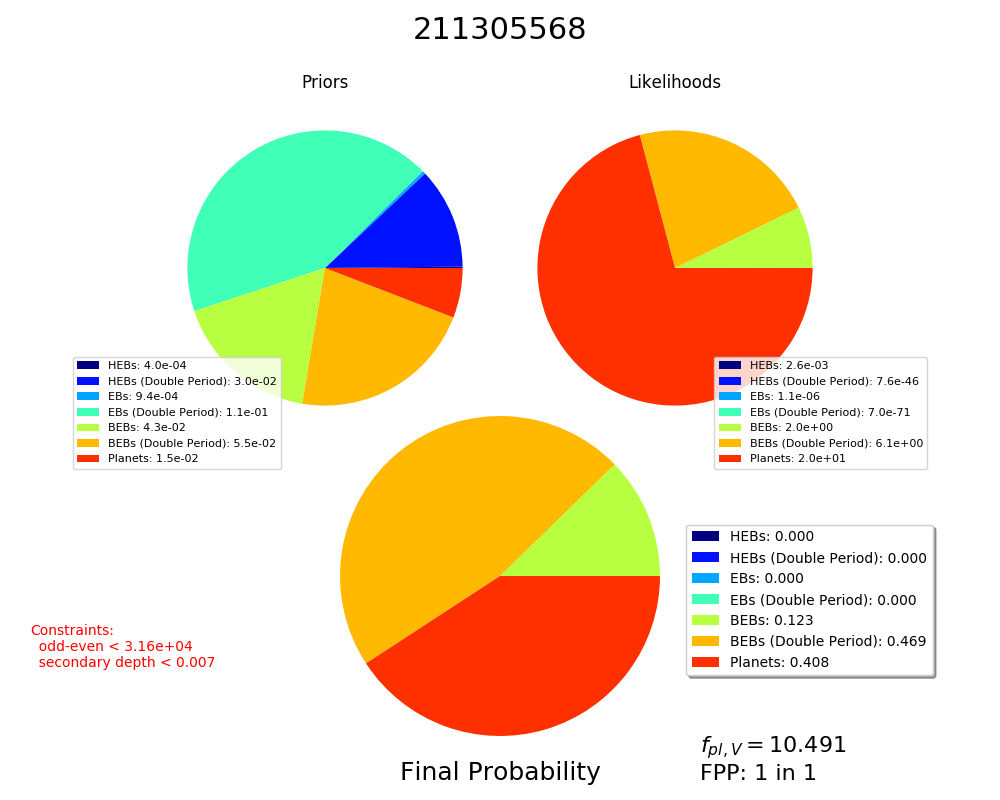 211305568
Priors
Likelihoods
HEBs: 4.0e-04
HEBs (Double Period): 3.0e-02
EBs: 9.4e-04
EBs (Double Period): 1.1e-01
BEBs: 4.3e-02
BEBs (Double Period): 5.5e-02
Planets: 1.5e-02
HEBs: 2.6e-03
HEBs (Double Period): 7.6e-46
EBs: 1.1e-06
EBs (Double Period): 7.0e-71
BEBs: 2.0e+00
BEBs (Double Period): 6.1e+00
Planets: 2.0e+01
HEBs: 0.000
HEBs (Double Period): 0.000
EBs: 0.000
EBs (Double Period): 0.000
BEBs: 0.123
BEBs (Double Period): 0.469
Planets: 0.408
Constraints:
odd-even < 3.16e+04
secondary depth < 0.007
f_{pl, V} = 10.491
FPP: 1 in 1
Final Probability